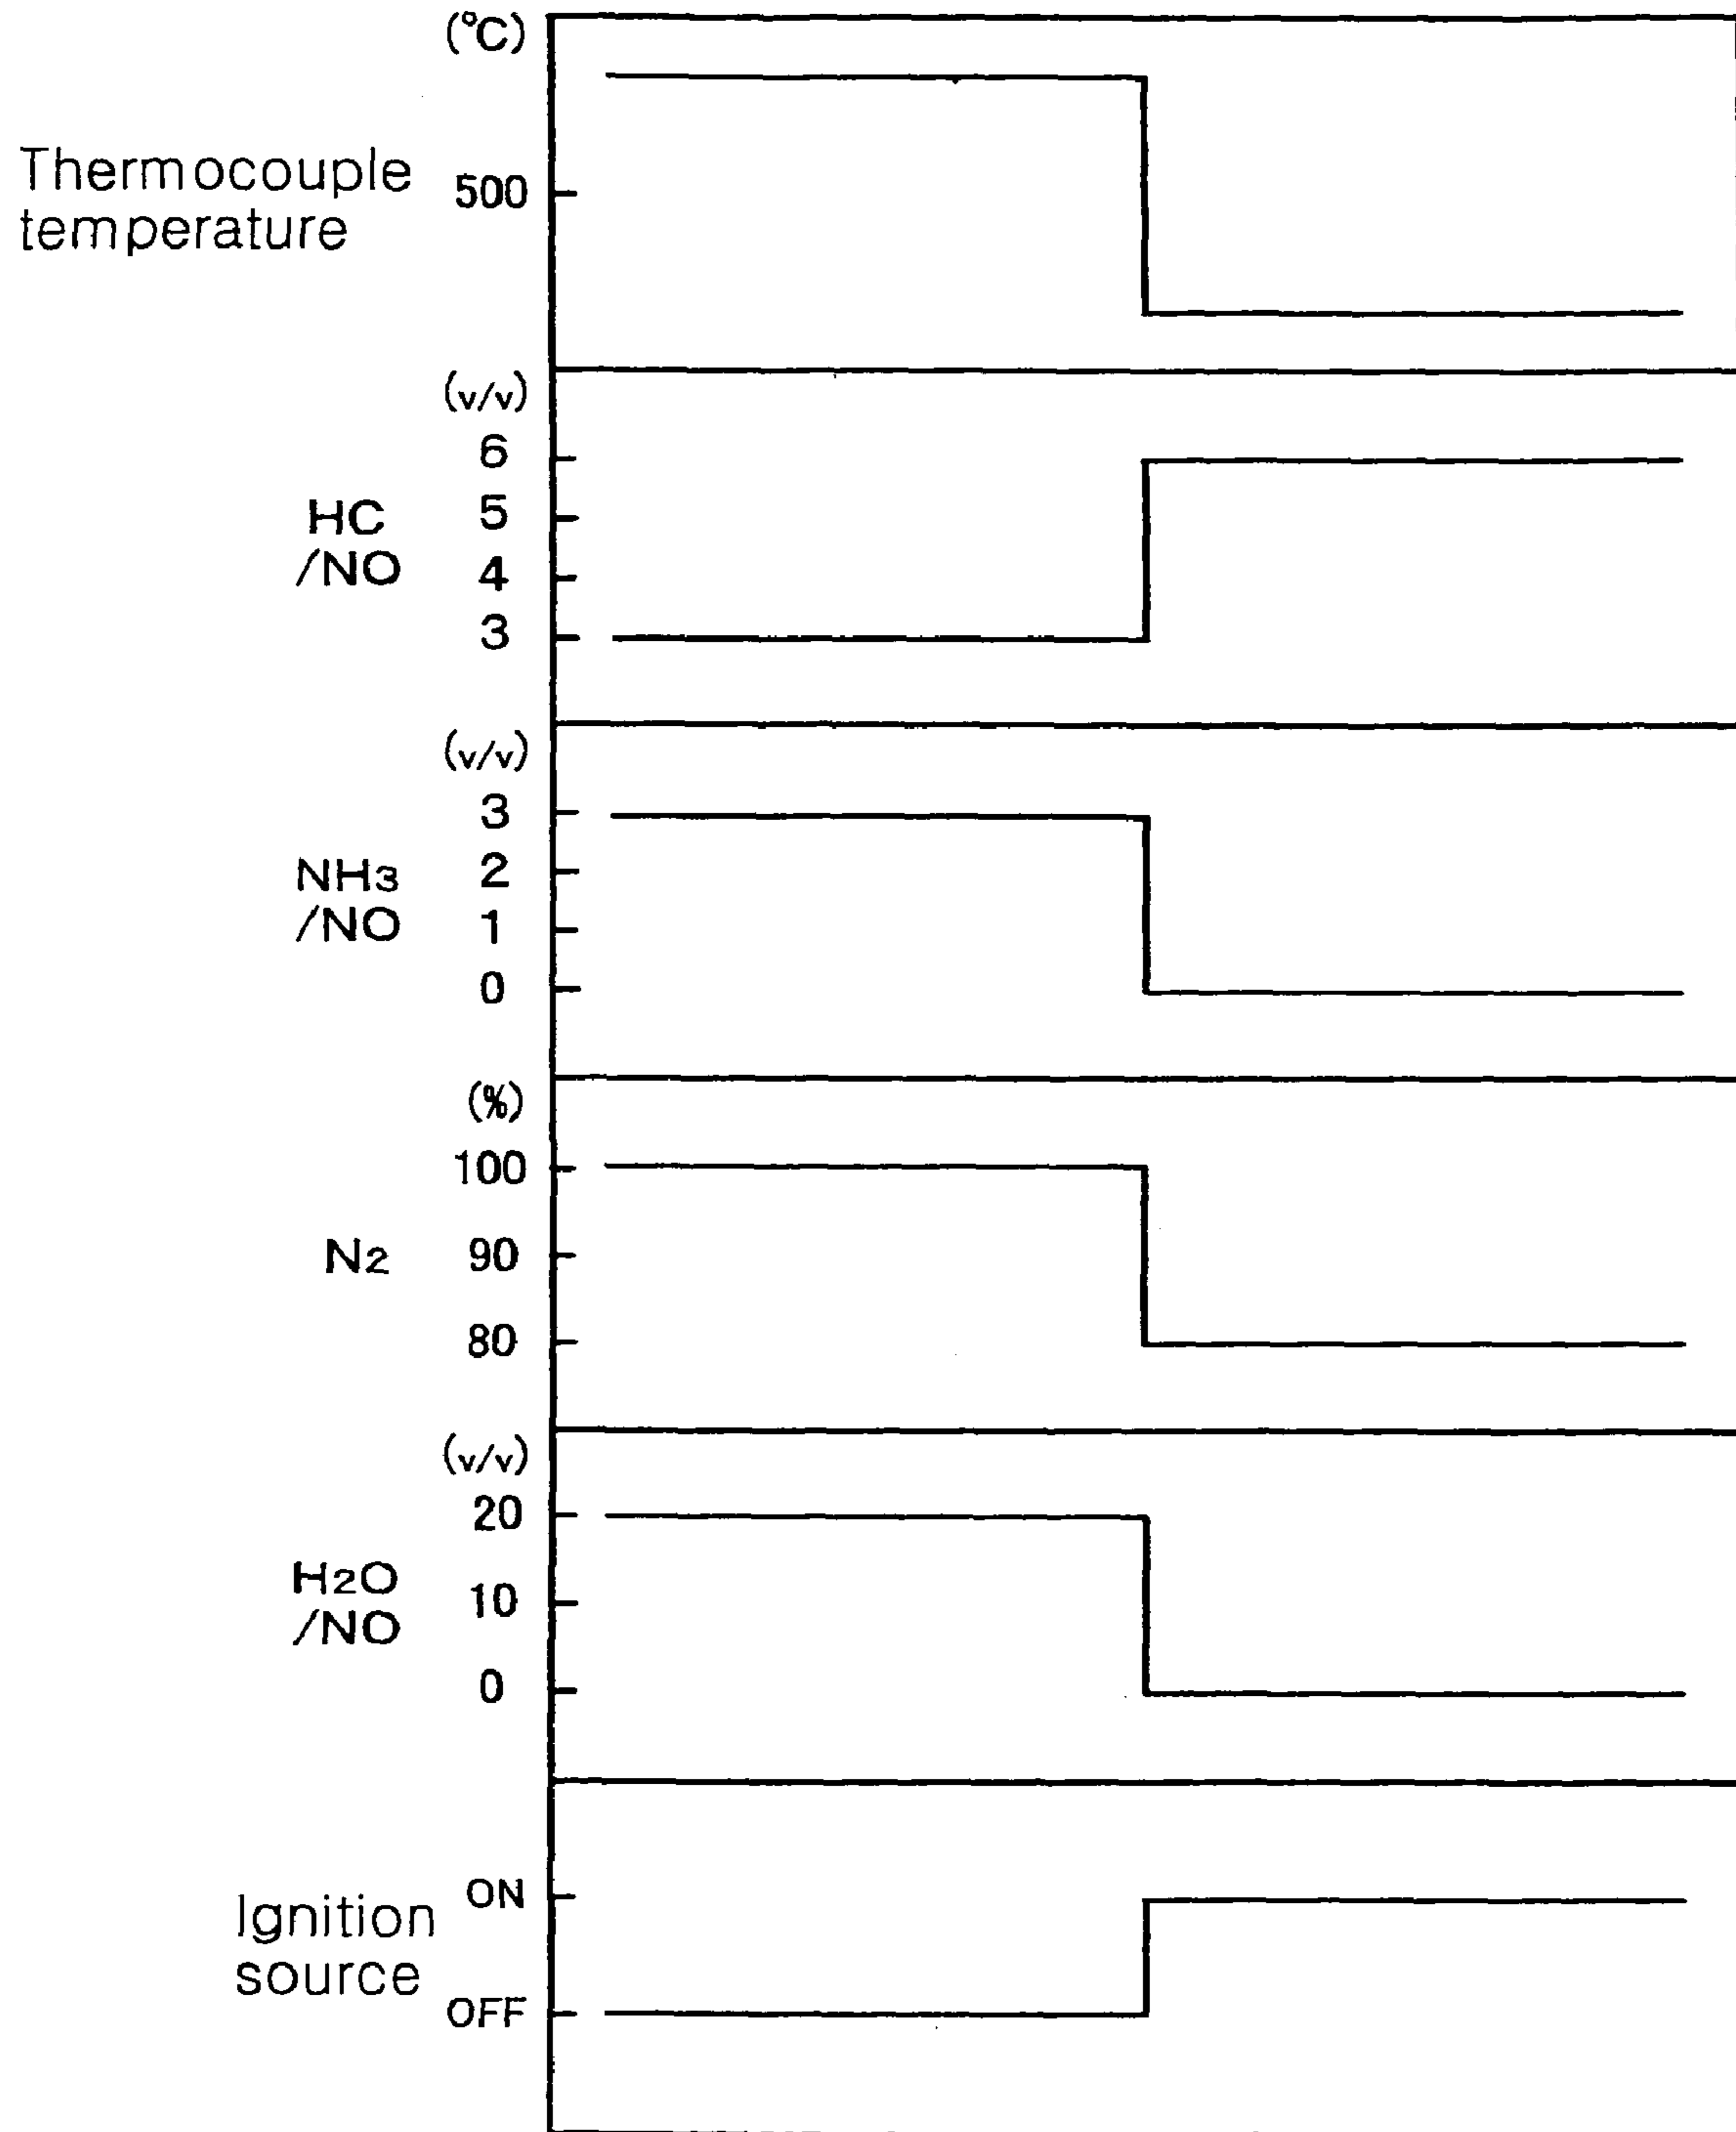 (°C)
Thermocouple
temperature
500
(v/v)
6
HC
/NO
5
4
3
(v/v)
3
NH3
/NO
2
1
0
(%)
100
N2
90
80
(v/v)
20
H2O
/NO
10
0
Ignition
source
ON
OFF